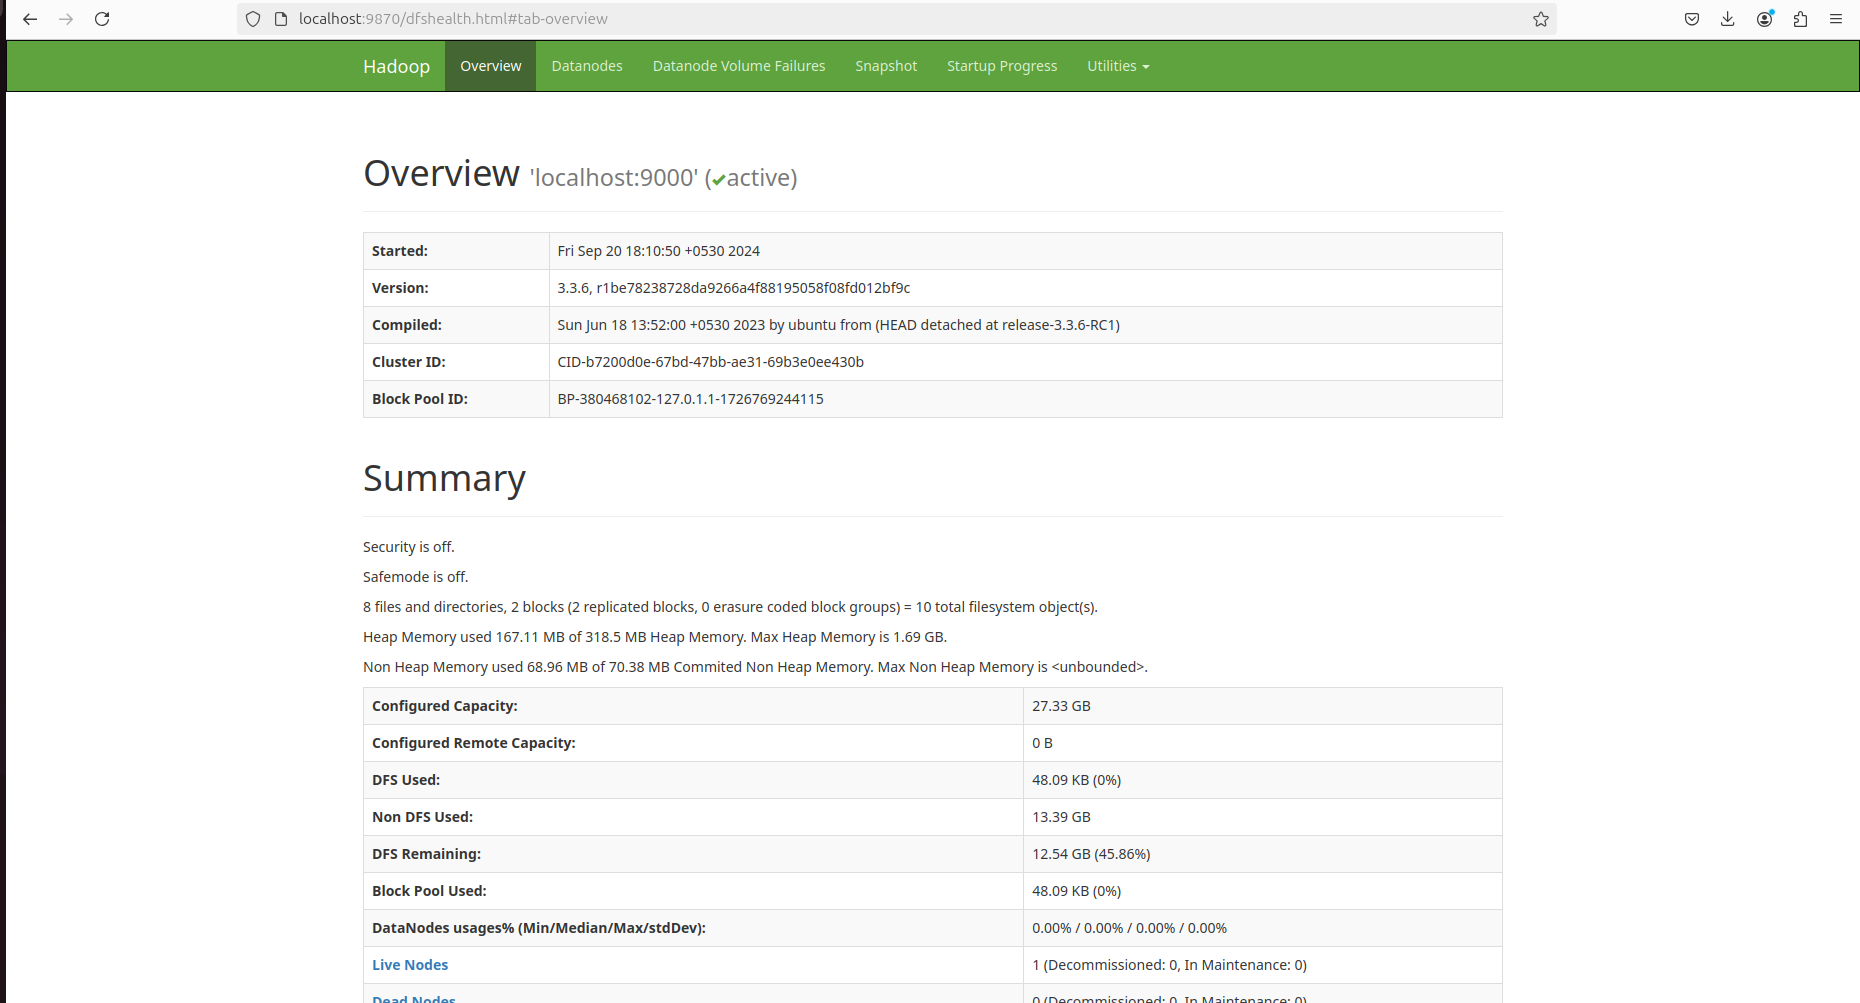 localhost:9870/dfshealth.html#tab-overview
Hadoop Overview Datanodes Datanode Volume Failures Snapshot Startup Progress Utilities
Overview 'localhost:9000' (✔active)
Started: Fri Sep 20 18:10:50 +0530 2024
Version: 3.3.6, r1be78238728da9266a4f88195058f08fd012bf9c
Compiled: Sun Jun 18 13:52:00 +0530 2023 by ubuntu from (HEAD detached at release-3.3.6-RC1)
Cluster ID: CID-b7200d0e-67bd-47bb-ae31-69b3e0ee430b
Block Pool ID: BP-380468102-127.0.1.1-1726769244115
Summary
Security is off.
Safemode is off.
8 files and directories, 2 blocks (2 replicated blocks, 0 erasure coded block groups) = 10 total filesystem object(s).
Heap Memory used 167.11 MB of 318.5 MB Heap Memory. Max Heap Memory is 1.69 GB.
Non Heap Memory used 68.96 MB of 70.38 MB Commited Non Heap Memory. Max Non Heap Memory is <unbounded>.
Configured Capacity: 27.33 GB
Configured Remote Capacity: 0 B
DFS Used: 48.09 KB (0%)
Non DFS Used: 13.39 GB
DFS Remaining: 12.54 GB (45.86%)
Block Pool Used: 48.09 KB (0%)
DataNodes usages% (Min/Median/Max/stdDev): 0.00% / 0.00% / 0.00% / 0.00%
Live Nodes 1 (Decommissioned: 0, In Maintenance: 0)
Dead Nodes 0 (Decommissioned: 0, In Maintenance: 0)